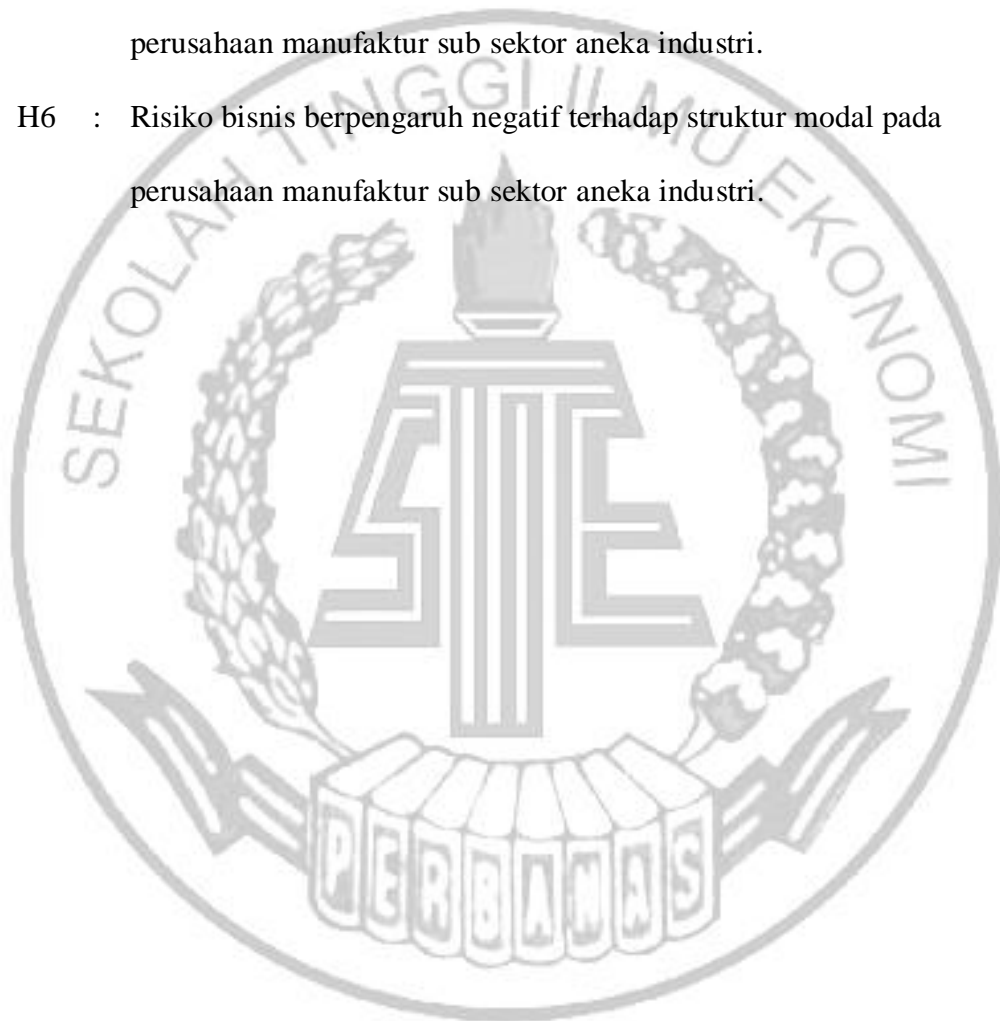 perusahaan manufaktur sub sektor aneka industri.
H6 : Risiko bisnis berpengaruh negatif terhadap struktur modal pada
perusahaan manufaktur sub sektor aneka industri.
SEKOLAH TINGGI ILMU EKONOMI
STIE
PERBANAS